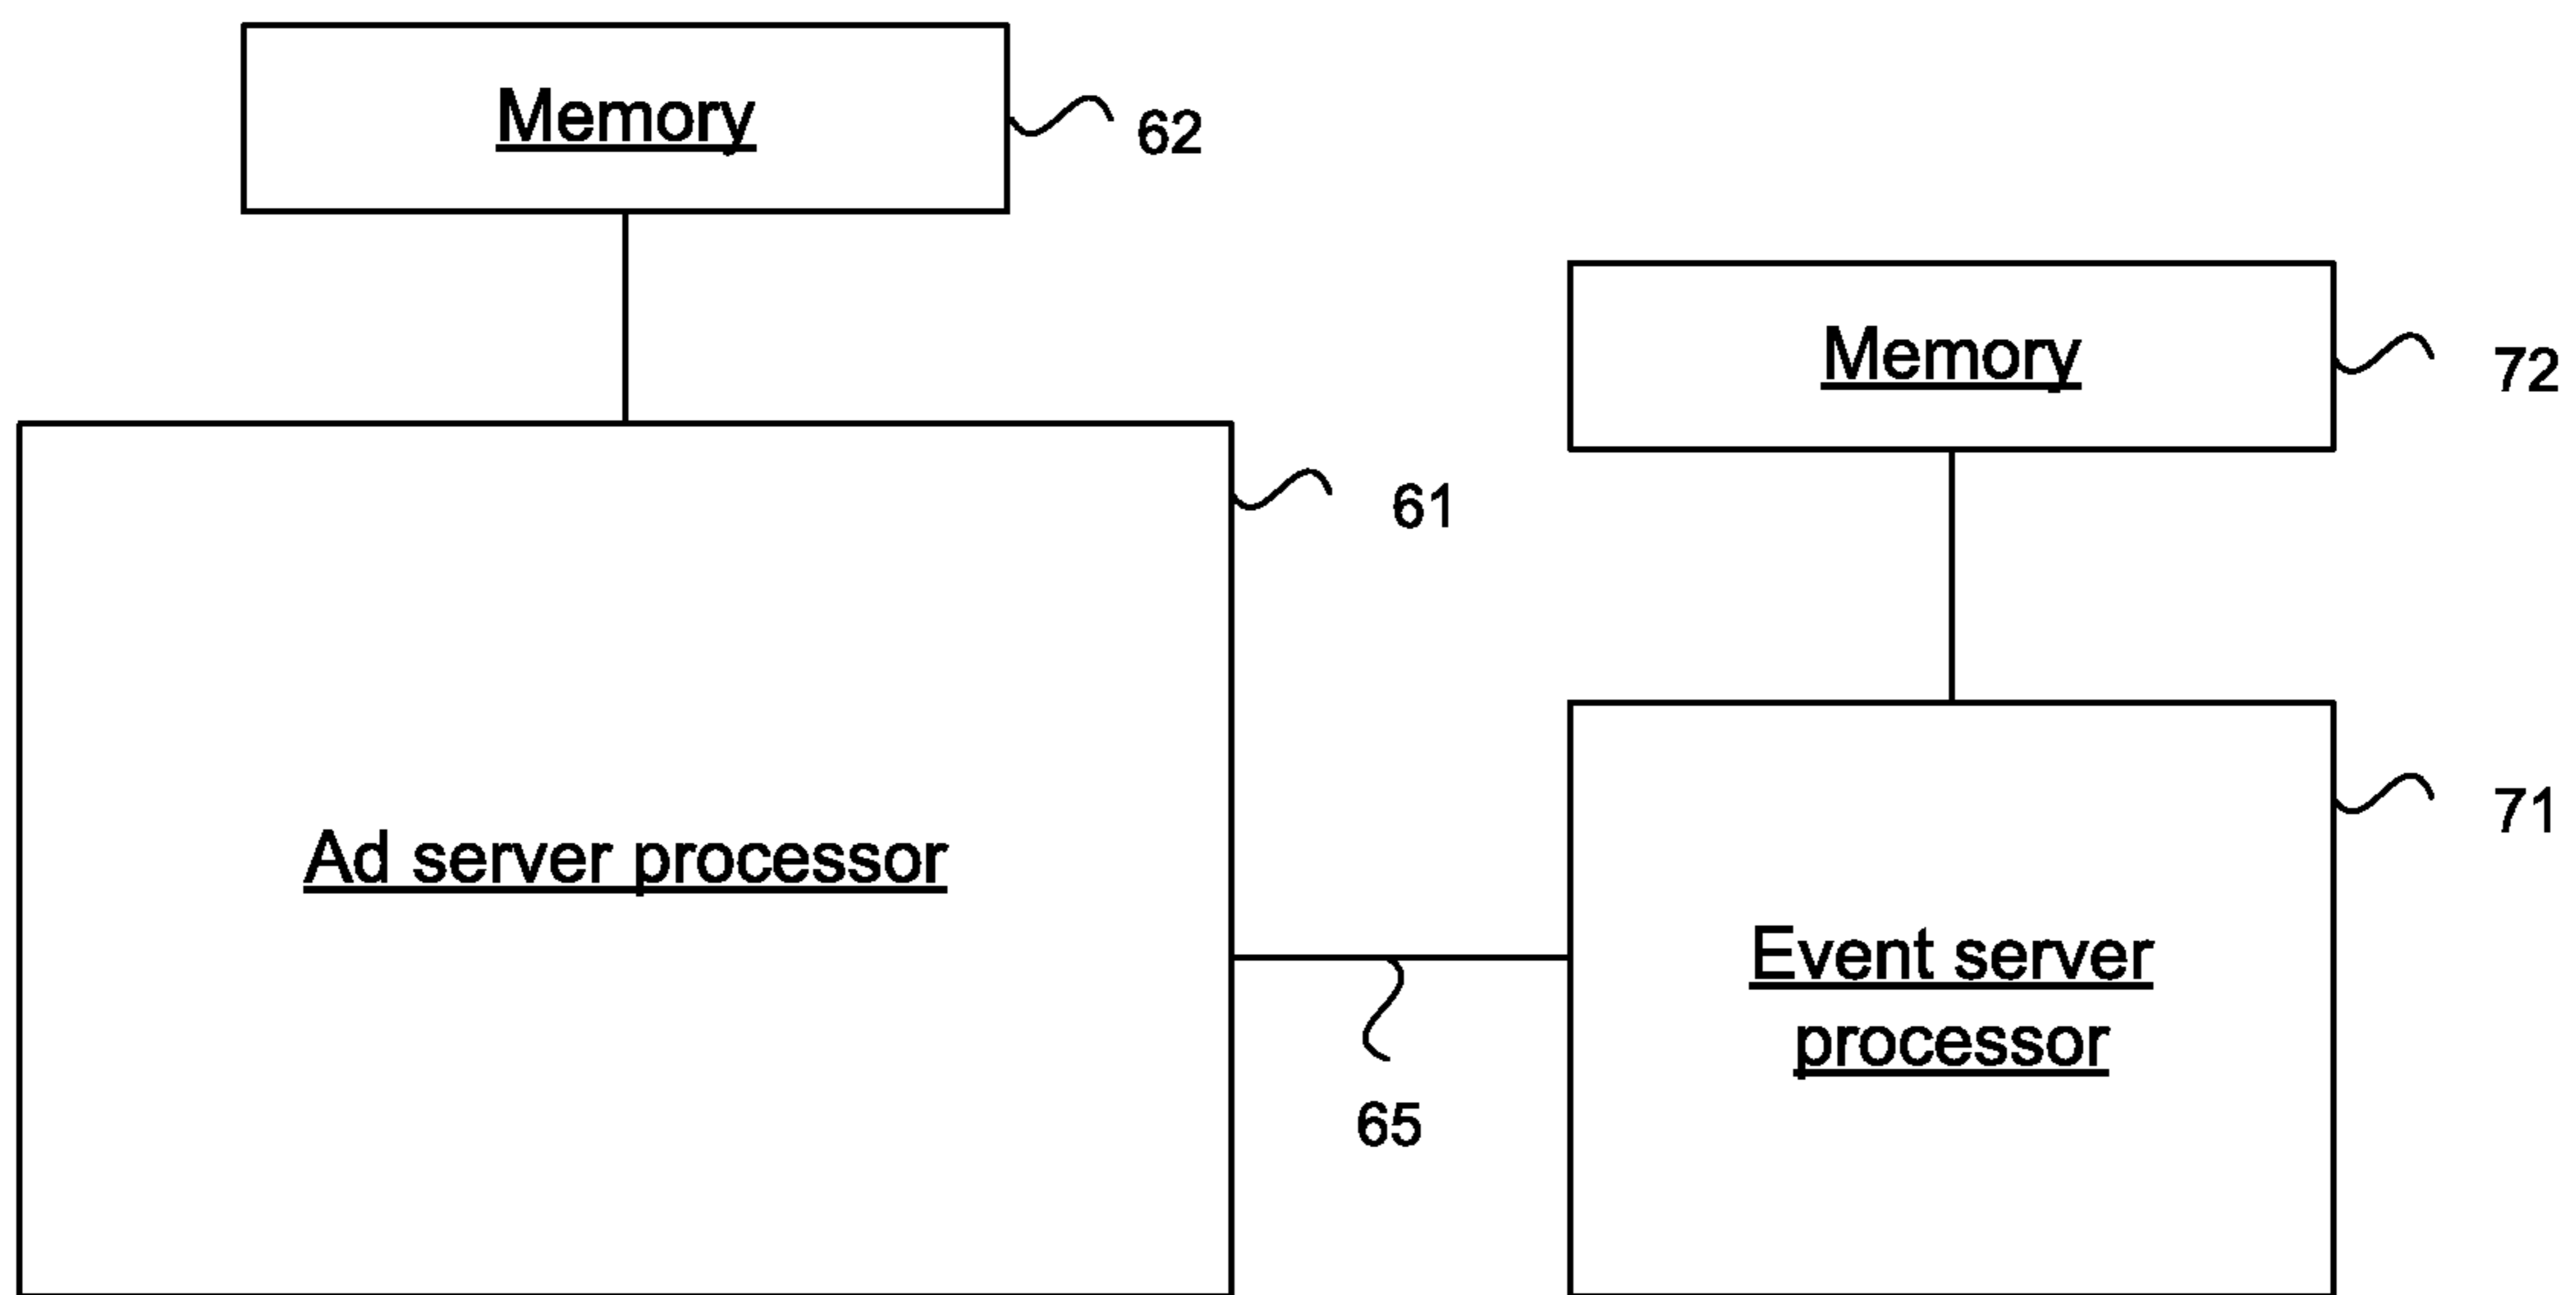 Memory
62
Memory
72
61
Ad server processor
71
Event server
processor
65